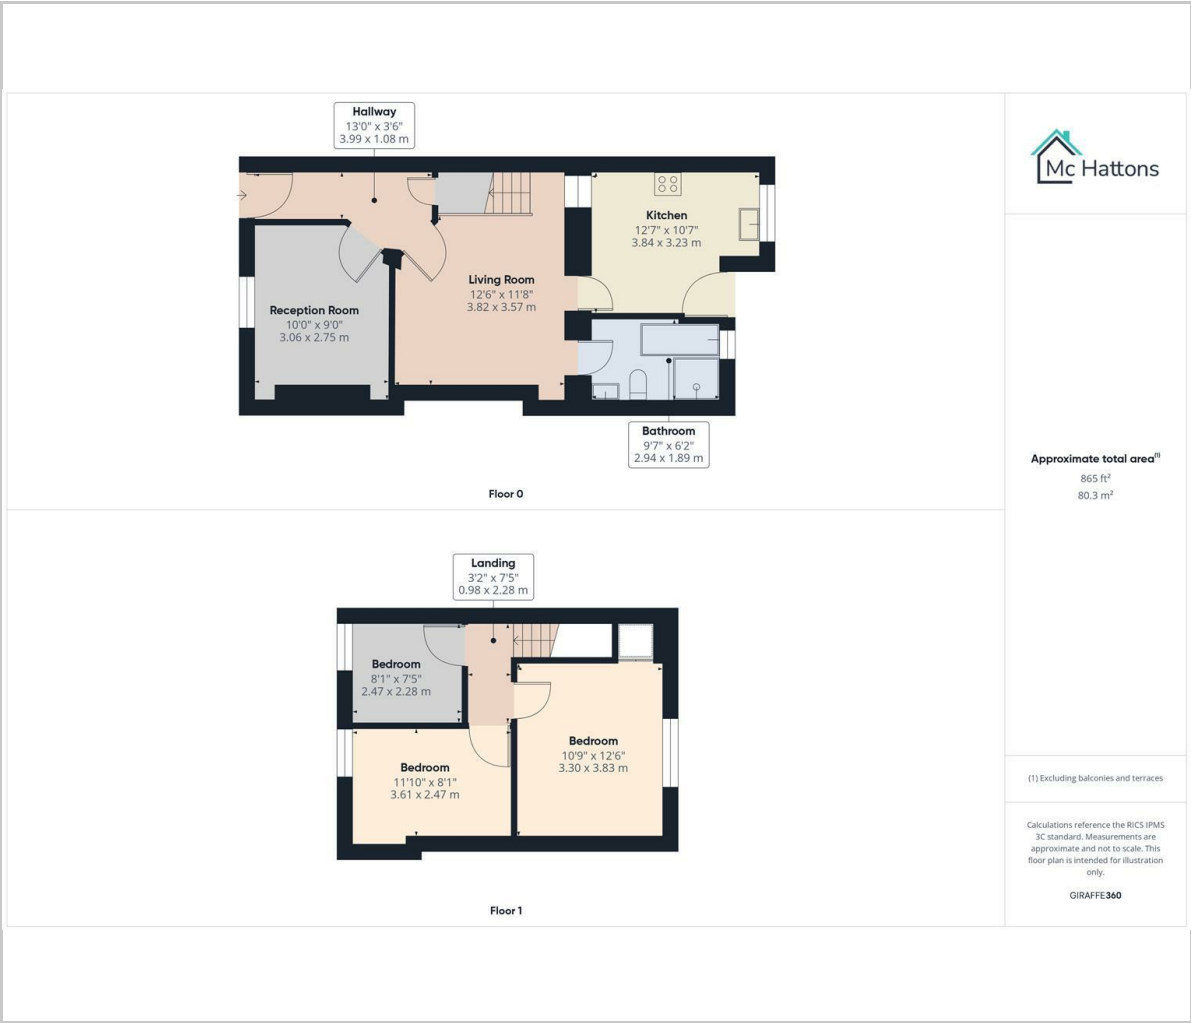 Hallway
13'0" x 3'6"
3.99 x 1.08 m
Kitchen
12'7" x 10'7"
3.84 x 3.23 m
Living Room
12'6" x 11'8"
3.82 x 3.57 m
Reception Room
10'0" x 9'0"
3.06 x 2.75 m
Bathroom
9'7" x 6'2"
2.94 x 1.89 m
Floor 0
Landing
3'2" x 7'5"
0.98 x 2.28 m
Bedroom
8'1" x 7'5"
2.47 x 2.28 m
Bedroom
10'9" x 12'6"
3.30 x 3.83 m
Bedroom
11'10" x 8'1"
3.61 x 2.47 m
Floor 1
Mc Hattons
Approximate total area(1)
865 ft²
80.3 m²
(1) Excluding balconies and terraces
Calculations reference the RICS IPMS
3C standard. Measurements are
approximate and not to scale. This
floor plan is intended for illustration
only.
GIRAFFE360